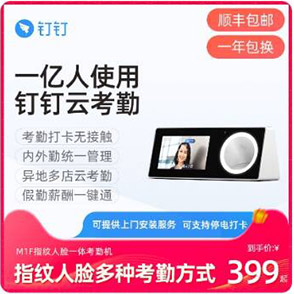 钉钉
顺丰包邮
一年包换
一亿人使用
钉钉云考勤
考勤打卡无接触
内外勤统一管理
异地多店云考勤
假勤薪酬一键通
可提供上门安装服务 可支持停电打卡
M1F指纹人脸一体考勤机
到手价:¥
指纹人脸多种考勤方式
399起